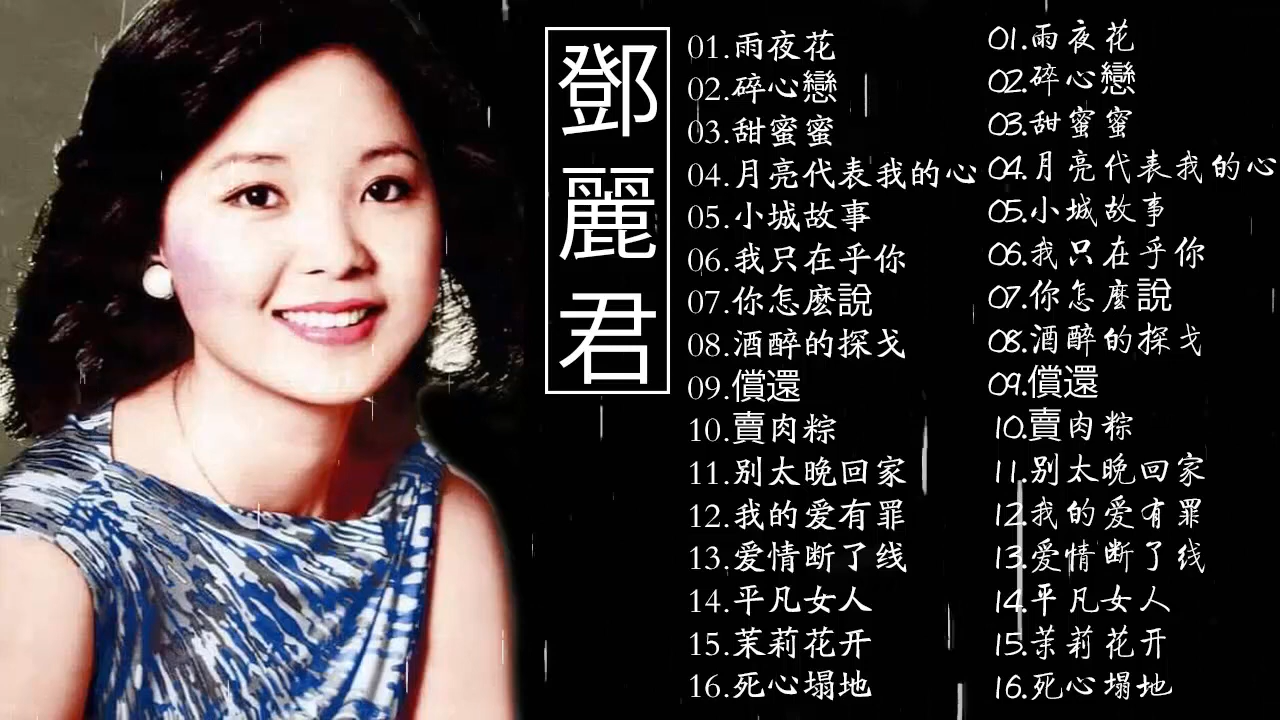 鄧麗君
01.雨夜花
02.碎心戀
03.甜蜜蜜
04.月亮代表我的心
05.小城故事
06.我只在乎你
07.你怎麽說
08.酒醉的探戈
09.償還
10.賣肉粽
11.别太晚回家
12.我的爱有罪
13.爱情断了线
14.平凡女人
15.茉莉花开
16.死心塌地
01.雨夜花
02.碎心戀
03.甜蜜蜜
04.月亮代表我的心
05.小城故事
06.我只在乎你
07.你怎麼說
08.酒醉的探戈
09.償還
10.賣肉粽
11.别太晚回家
12.我的爱有罪
13.爱情断了线
14.平凡女人
15.茉莉花开
16.死心塌地